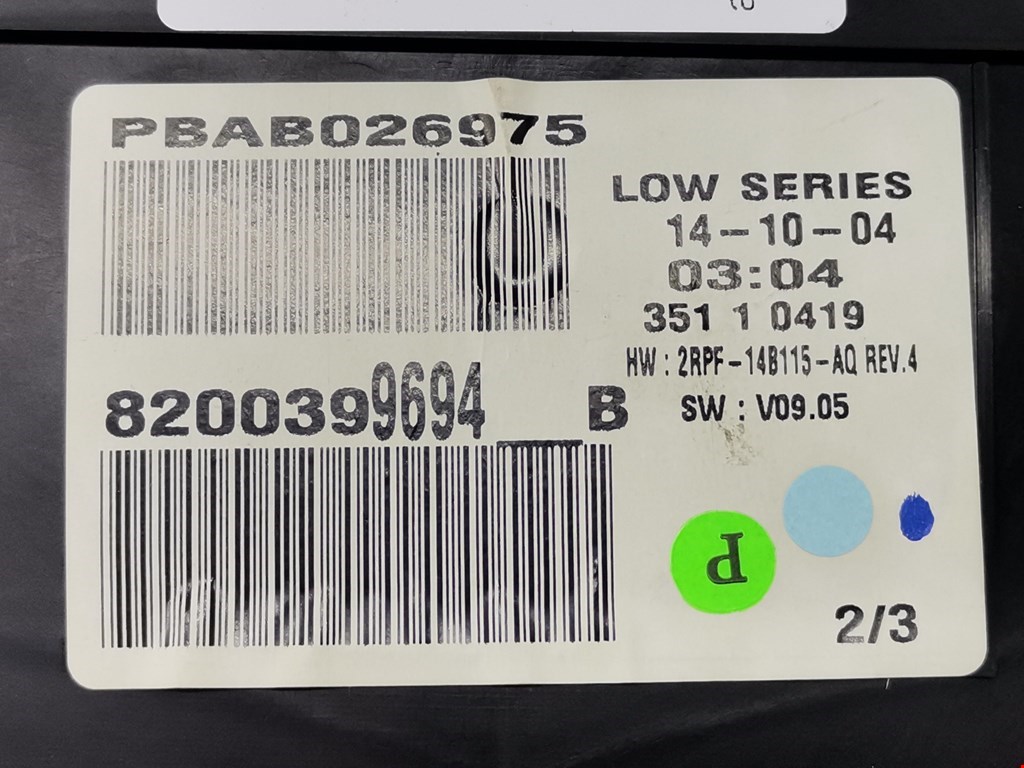 PBAB026975
LOW SERIES
14-10-04
03:04
351 1 0419
HW : 2RPF-14B115-AQ REV.4
8200399694__B
SW : V09.05
P
2/3